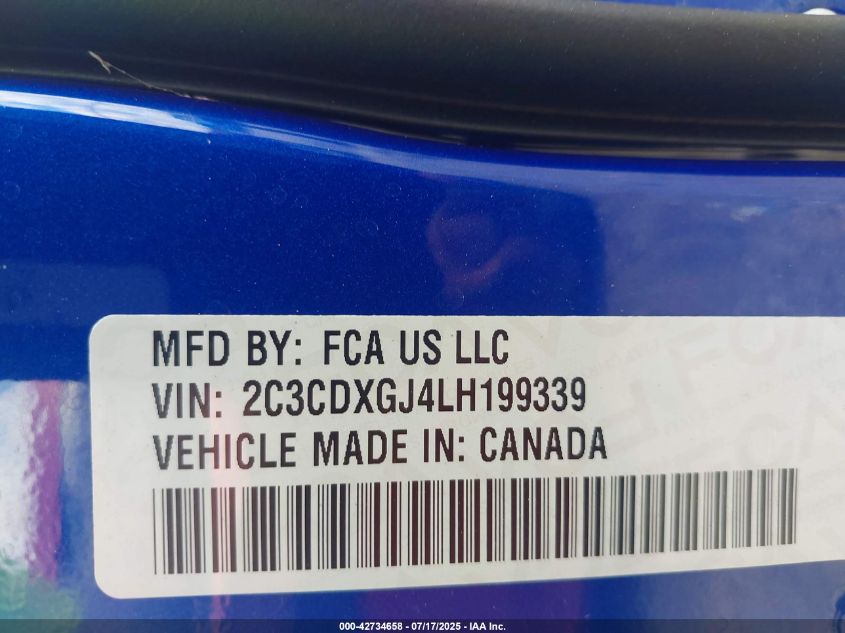 MFD BY: FCA US LLC
VIN: 2C3CDXGJ4LH199339
VEHICLE MADE IN: CANADA
000-42734658 - 07/17/2025 - IAA Inc.